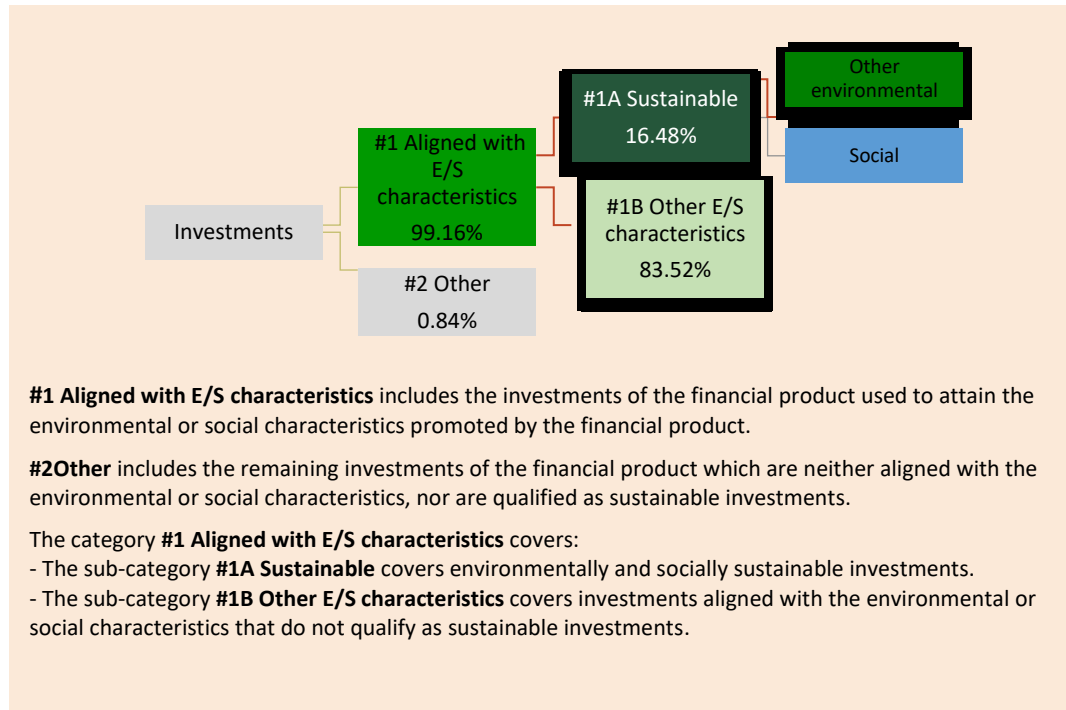 Other
environmental
#1A Sustainable
16.48%
#1 Aligned with
E/S
characteristics
99.16%
Social
#1B Other E/S
characteristics
83.52%
Investments
#2 Other
0.84%
#1 Aligned with E/S characteristics includes the investments of the financial product used to attain the
environmental or social characteristics promoted by the financial product.
#2Other includes the remaining investments of the financial product which are neither aligned with the
environmental or social characteristics, nor are qualified as sustainable investments.
The category #1 Aligned with E/S characteristics covers:
- The sub-category #1A Sustainable covers environmentally and socially sustainable investments.
- The sub-category #1B Other E/S characteristics covers investments aligned with the environmental or
social characteristics that do not qualify as sustainable investments.